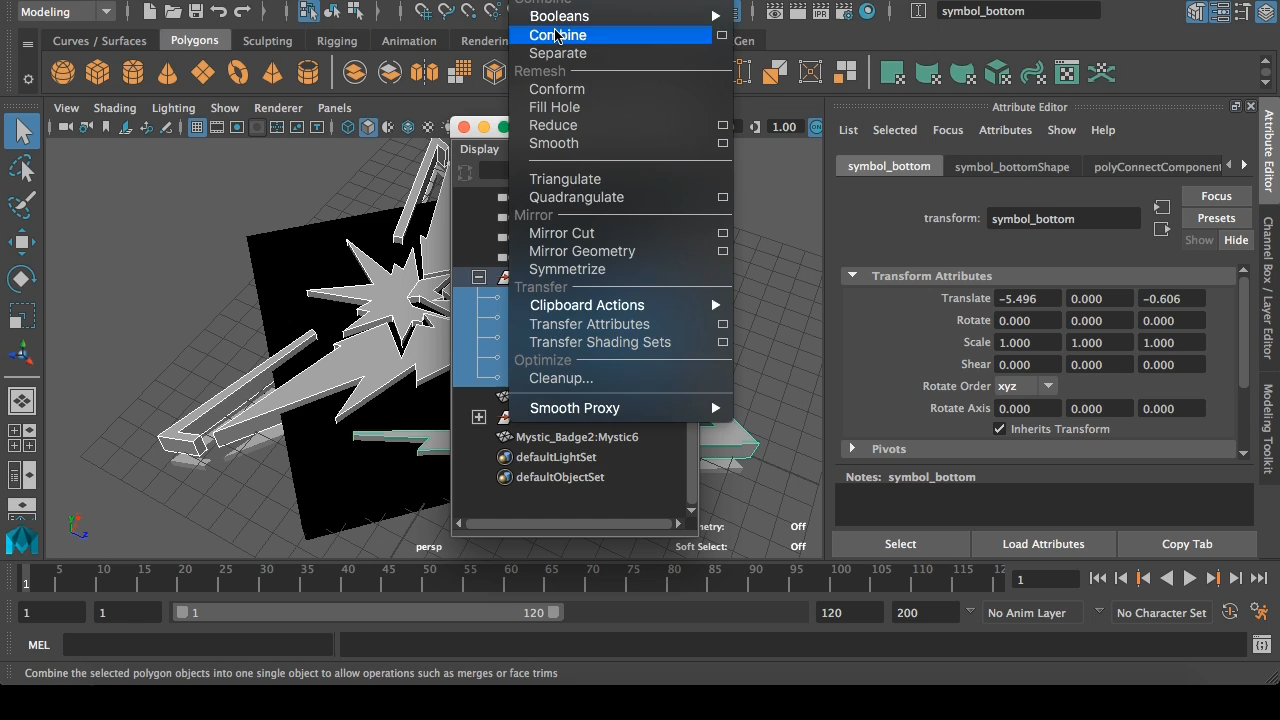 Modeling
symbol_bottom
Curves / Surfaces Polygons Sculpting Rigging Animation
Gen
Booleans
Combine
Separate
Remesh
Conform
Fill Hole
Reduce
Smooth
Triangulate
Quadrangulate
Mirror
Mirror Cut
Mirror Geometry
Symmetrize
Transfer
Clipboard Actions
Transfer Attributes
Transfer Shading Sets
Optimize
Cleanup...
Smooth Proxy
View Shading Lighting Show Renderer Panels
1.00
Display
Mystic_Badge2:Mystic6
defaultLightSet
defaultObjectSet
persp
Off
Soft Select: Off
Attribute Editor
List Selected Focus Attributes Show Help
symbol_bottom symbol_bottomShape polyConnectComponent
transform: symbol_bottom
Focus
Presets
Show Hide
Transform Attributes
Translate -5.496 0.000 -0.606
Rotate 0.000 0.000 0.000
Scale 1.000 1.000 1.000
Shear 0.000 0.000 0.000
Rotate Order xyz
Rotate Axis 0.000 0.000 0.000
Inherits Transform
Pivots
Notes: symbol_bottom
Select Load Attributes Copy Tab
Attribute Editor
Channel Box / Layer Editor
Modeling Toolkit
1 5 10 15 20 25 30 35 40 45 50 55 60 65 70 75 80 85 90 95 100 105 110 115 12
1
1 1 1 120 120 200 No Anim Layer No Character Set
MEL
Combine the selected polygon objects into one single object to allow operations such as merges or face trims